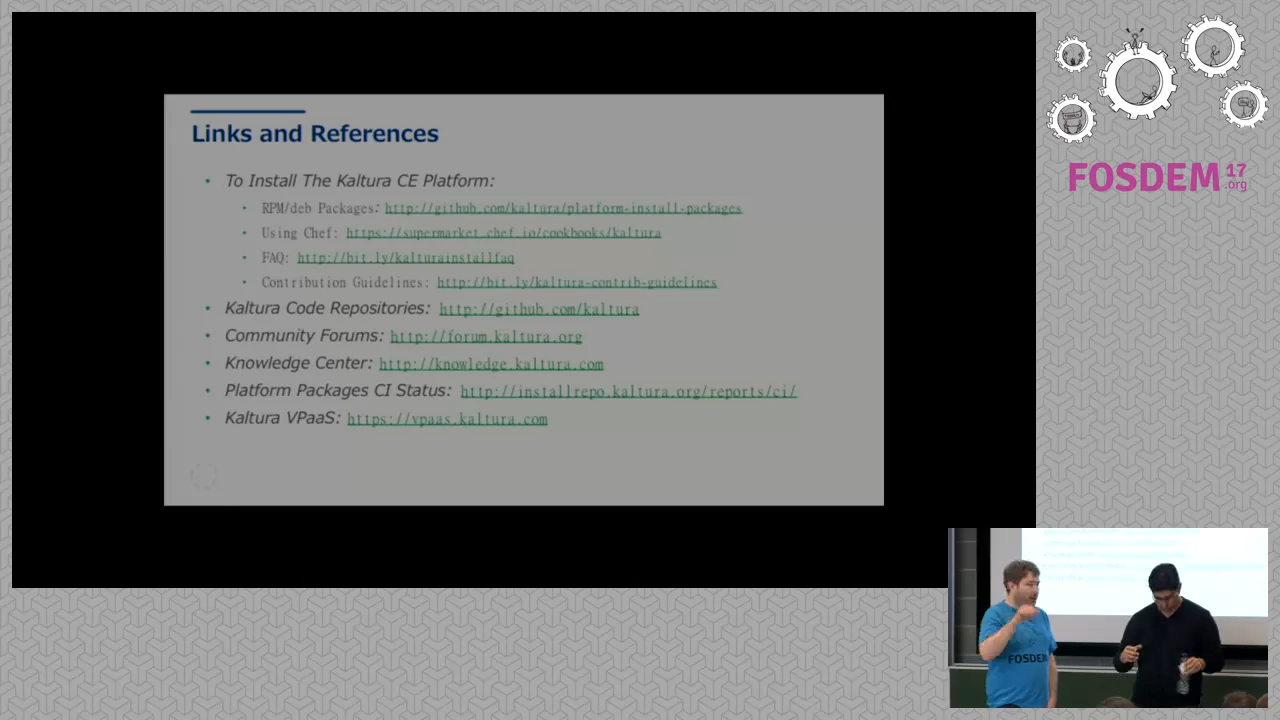 Links and References
To Install The Kaltura CE Platform:
RPM/deb Packages: http://github.com/kaltura/platform-install-packages
Using Chef: https://supermarket.chef.io/cookbooks/kaltura
FAQ: http://bit.ly/kalturainstallfaq
Contribution Guidelines: http://bit.ly/kaltura-contrib-guidelines
Kaltura Code Repositories: http://github.com/kaltura
Community Forums: http://forum.kaltura.org
Knowledge Center: http://knowledge.kaltura.com
Platform Packages CI Status: http://installrepo.kaltura.org/reports/ci/
Kaltura VPaaS: https://vpaas.kaltura.com
FOSDEM 17
.org
FOSDEM